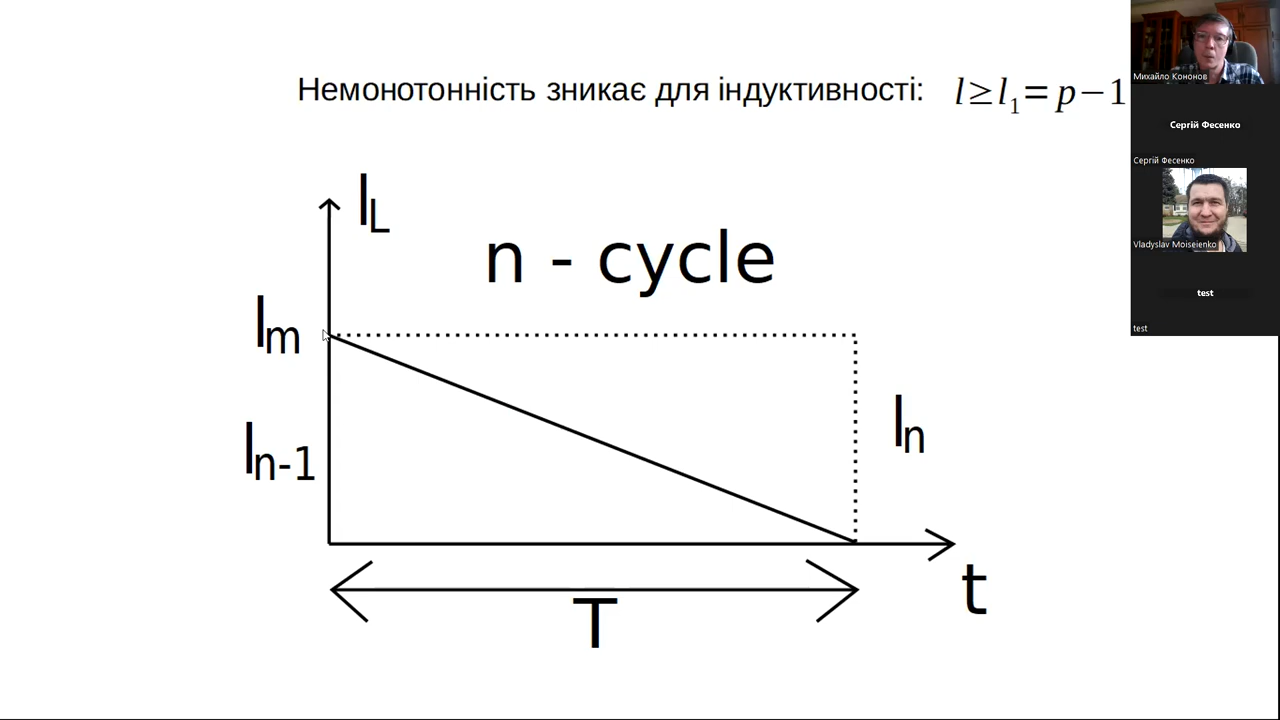 Немонотонність зникає для індуктивності: l≥l₁=p−1
I_L
n - cycle
I_m
I_n
I_n-1
t
T
Михайло Кононов
Сергій Фесенко
Сергій Фесенко
Vladyslav Moiseienko
test
test